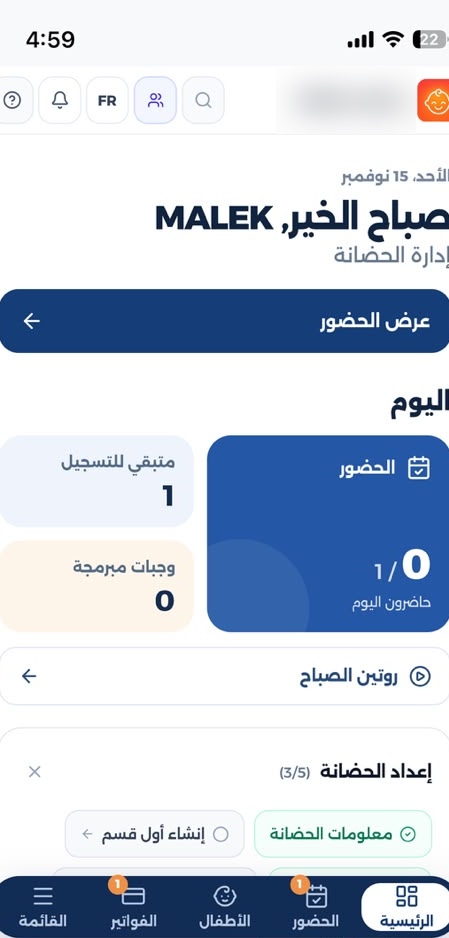 4:59
22
FR
الأحد، 15 نوفمبر
صباح الخير, MALEK
إدارة الحضانة
عرض الحضور
اليوم
الحضور
0 / 1
حاضرون اليوم
متبقي للتسجيل
1
وجبات مبرمجة
0
روتين الصباح
إعداد الحضانة (3/5)
معلومات الحضانة
إنشاء أول قسم
الرئيسية
الحضور
1
الأطفال
الفواتير
1
القائمة